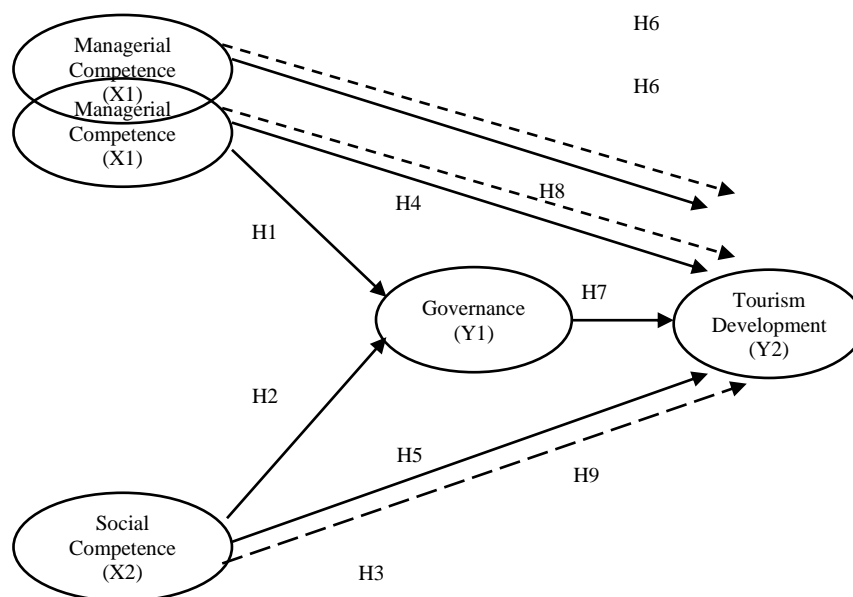 H6
Managerial
Competence
(X1)
H6
Managerial
Competence
(X1)
H4
H8
H1
H7
Governance
(Y1)
Tourism
Development
(Y2)
H2
H5
H9
Social
Competence
(X2)
H3